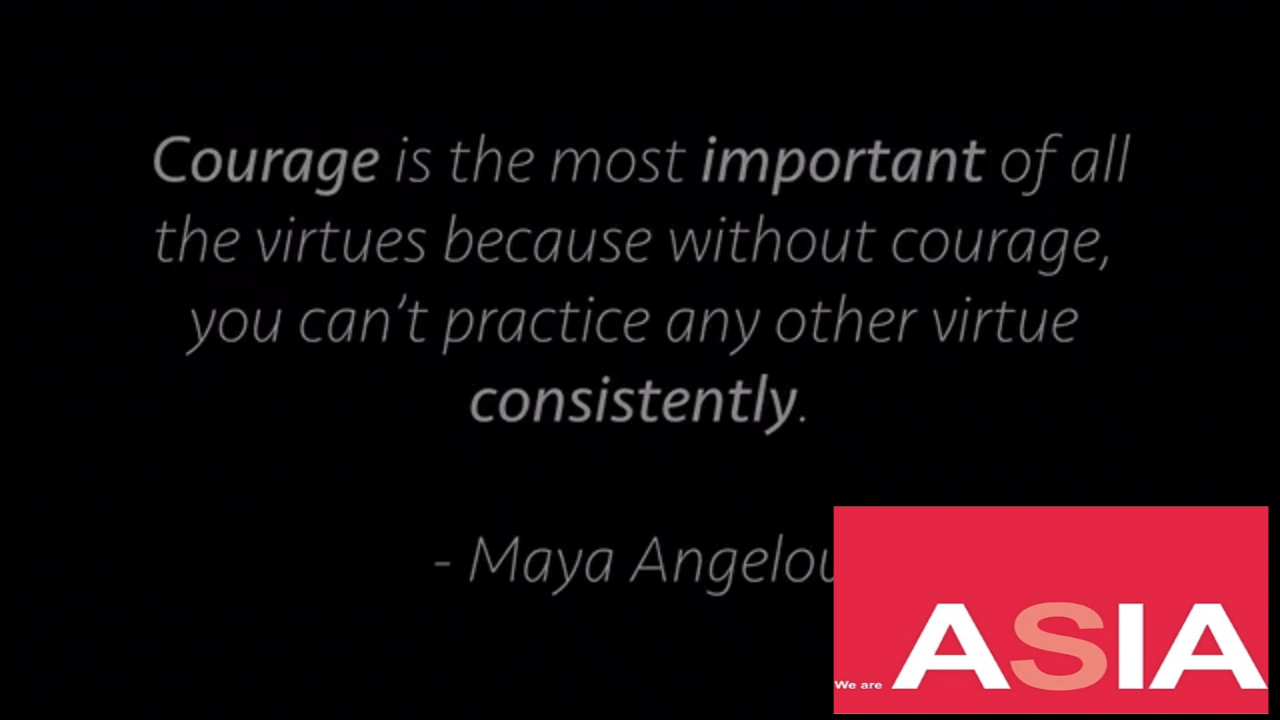 Courage is the most important of all
the virtues because without courage,
you can't practice any other virtue
consistently.
- Maya Angelou
We are ASIA